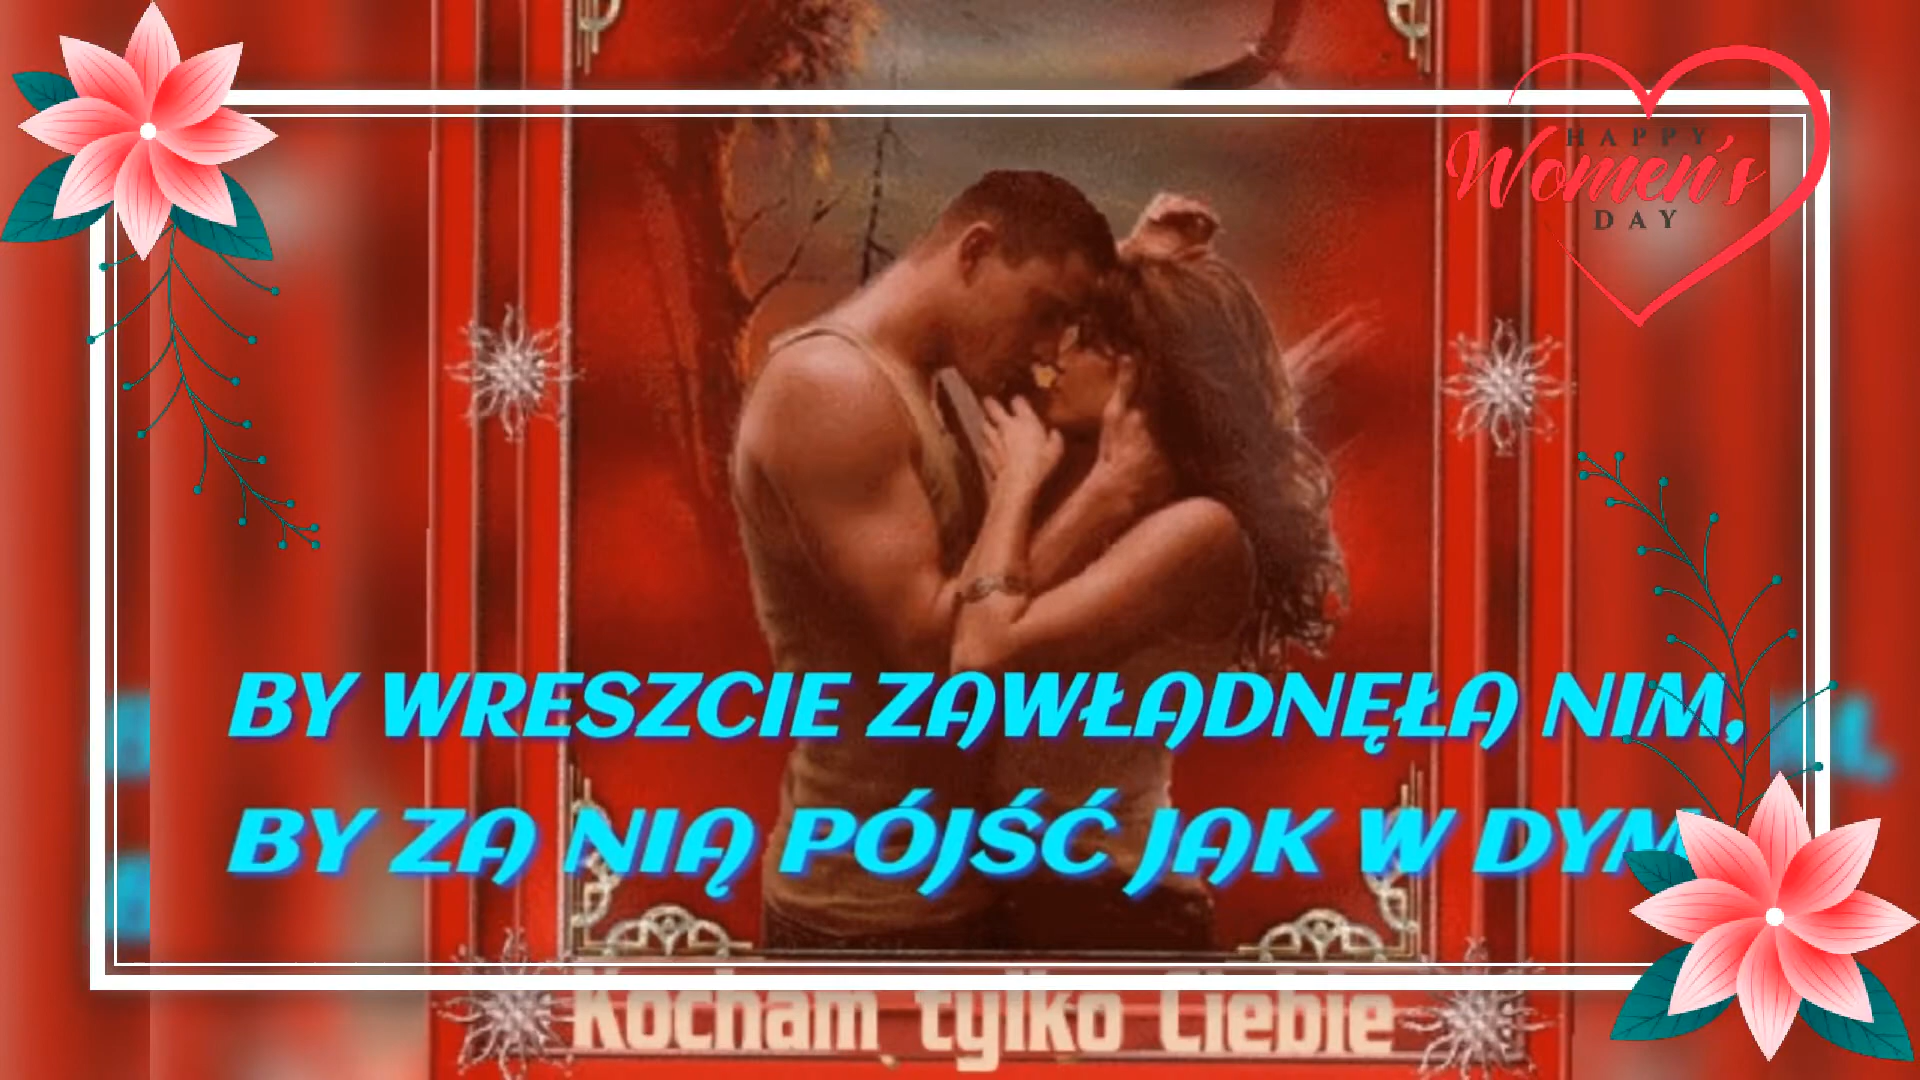 HAPPY
Women's
DAY
BY WRESZCIE ZAWŁADNĘŁA NIM,
BY ZA NIĄ PÓJŚĆ JAK W DYM
Kocham tylko Ciebie